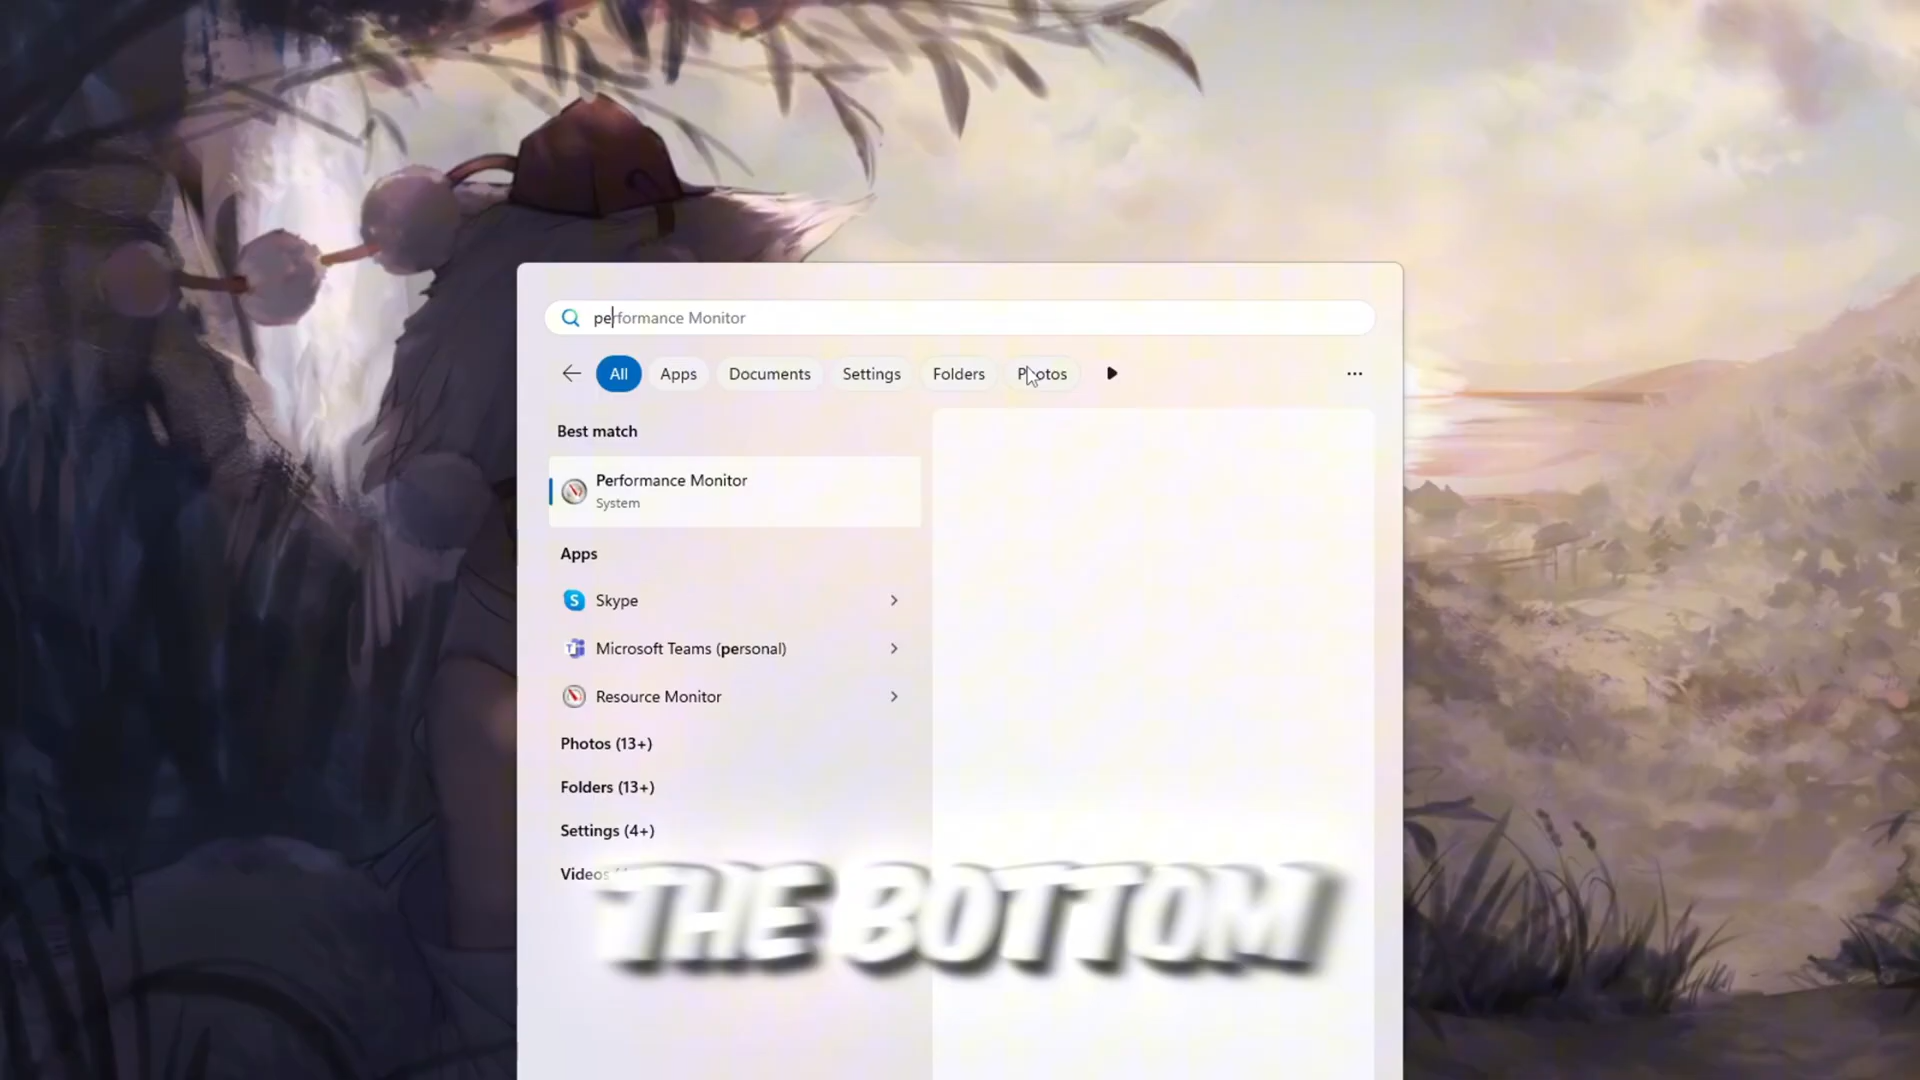 performance Monitor
All Apps Documents Settings Folders Photos
Best match
Performance Monitor
System
Apps
Skype
Microsoft Teams (personal)
Resource Monitor
Photos (13+)
Folders (13+)
Settings (4+)
Videos
THE BOTTOM